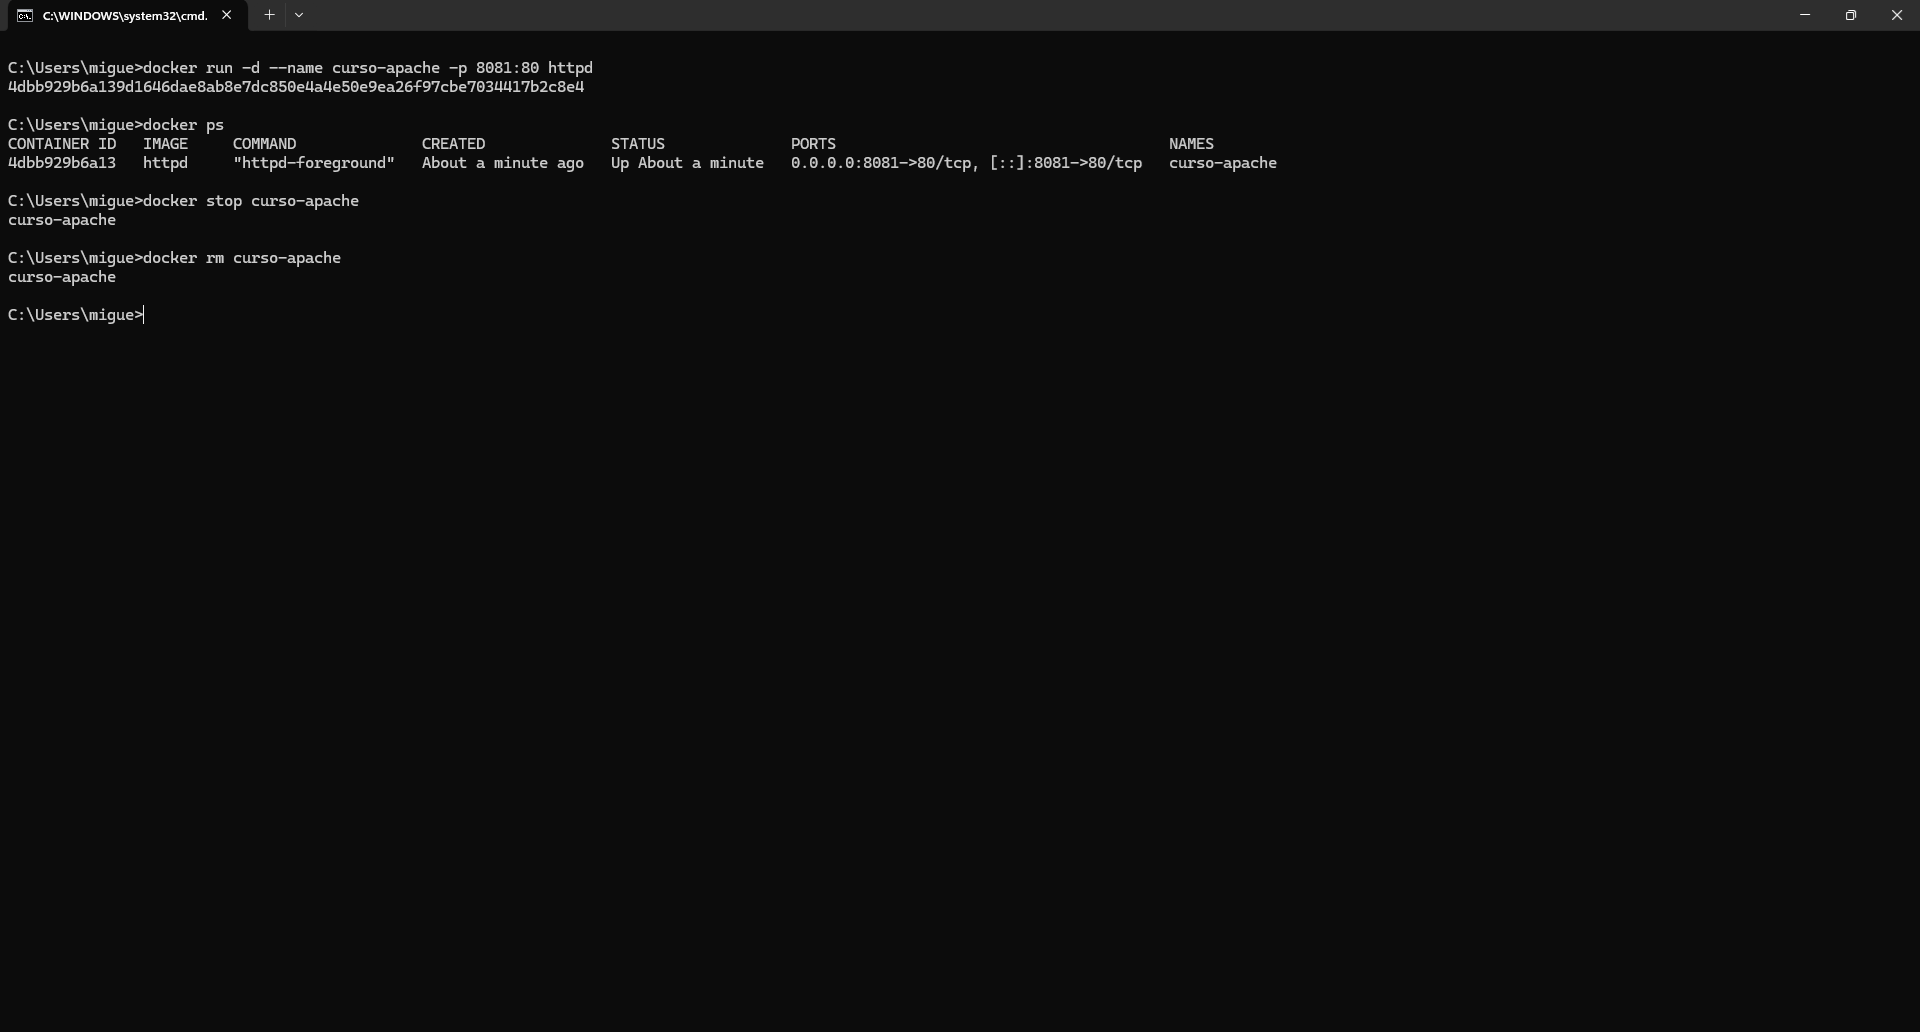 C:\WINDOWS\system32\cmd.
C:\Users\migue>docker run -d --name curso-apache -p 8081:80 httpd
4dbb929b6a139d1646dae8ab8e7dc850e4a4e50e9ea26f97cbe7034417b2c8e4
C:\Users\migue>docker ps
CONTAINER ID   IMAGE     COMMAND              CREATED              STATUS              PORTS                                     NAMES
4dbb929b6a13   httpd     "httpd-foreground"   About a minute ago   Up About a minute   0.0.0.0:8081->80/tcp, [::]:8081->80/tcp   curso-apache
C:\Users\migue>docker stop curso-apache
curso-apache
C:\Users\migue>docker rm curso-apache
curso-apache
C:\Users\migue>